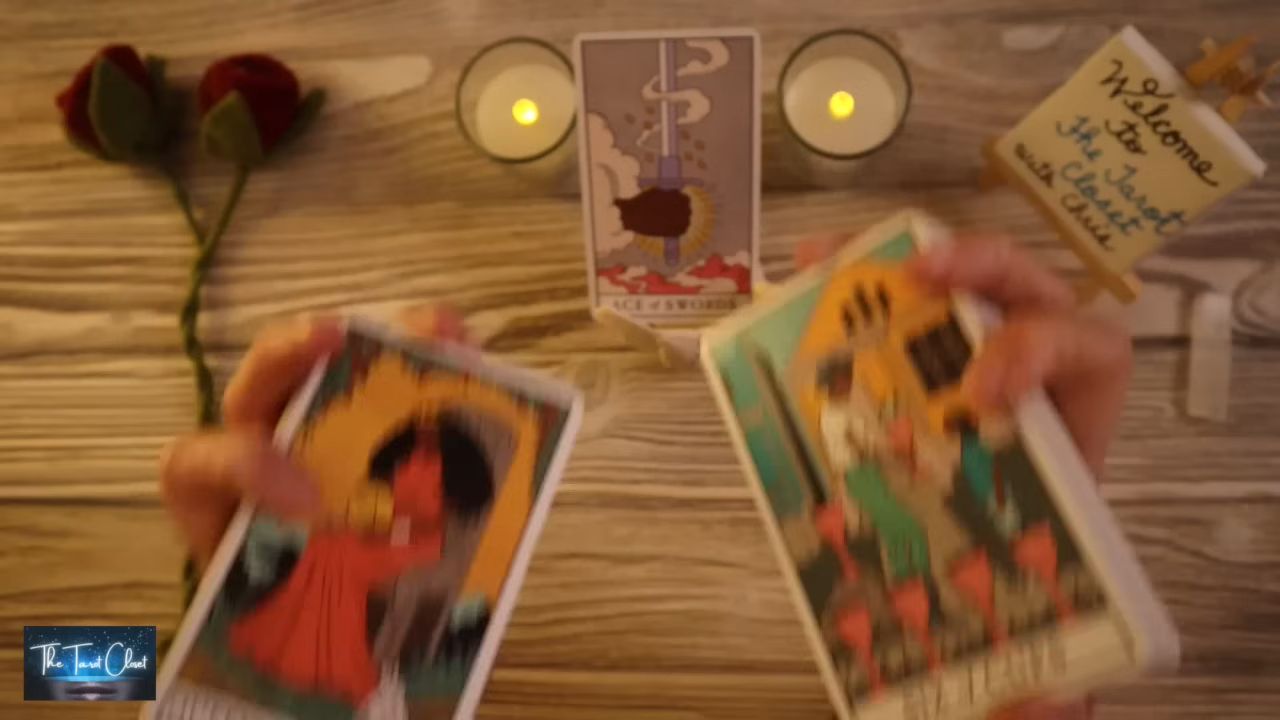 ACE of SWORDS
Welcome
To
The Tarot
Closet
with Chris
The Tarot Closet